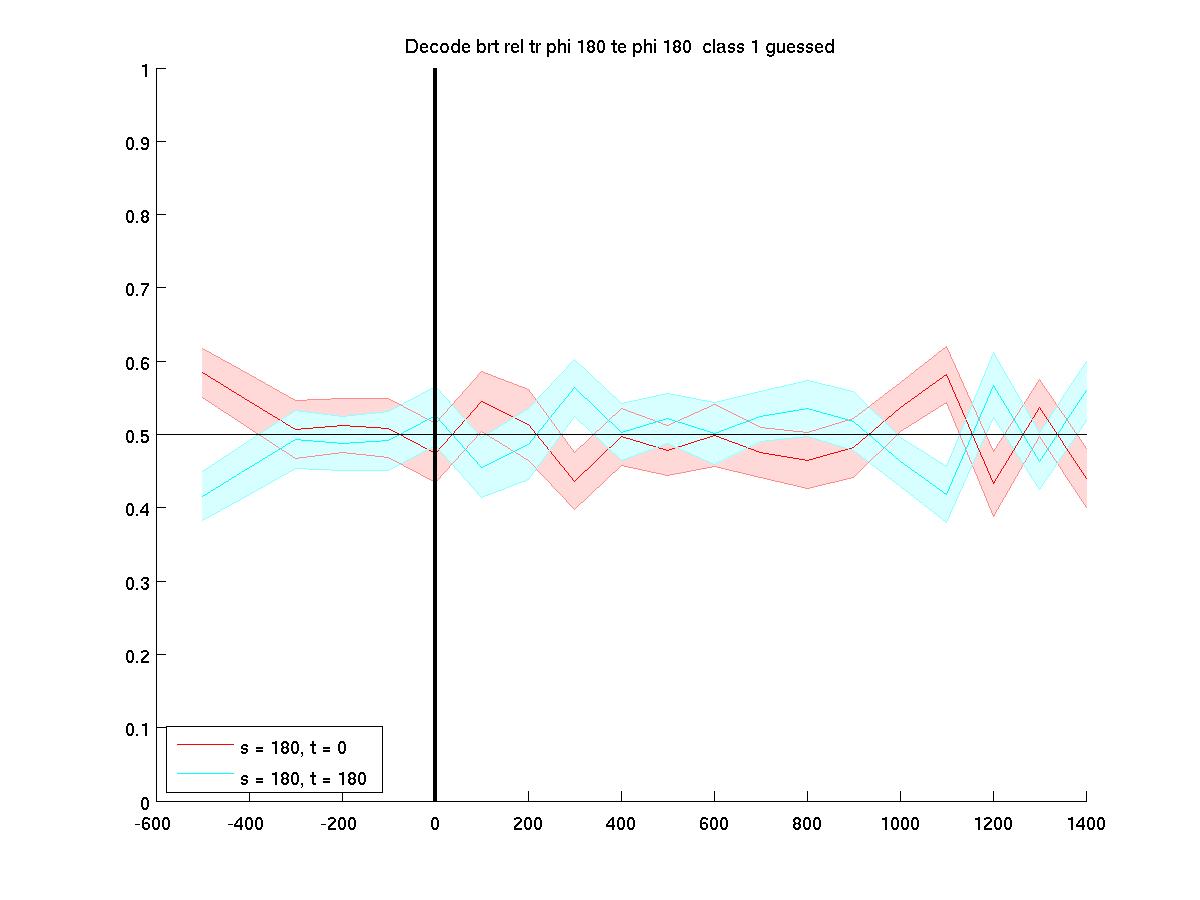 Decode brt rel tr phi 180 te phi 180  class 1 guessed
1
0.9
0.8
0.7
0.6
0.5
0.4
0.3
0.2
0.1
0
s = 180, t = 0
s = 180, t = 180
-600 -400 -200 0 200 400 600 800 1000 1200 1400